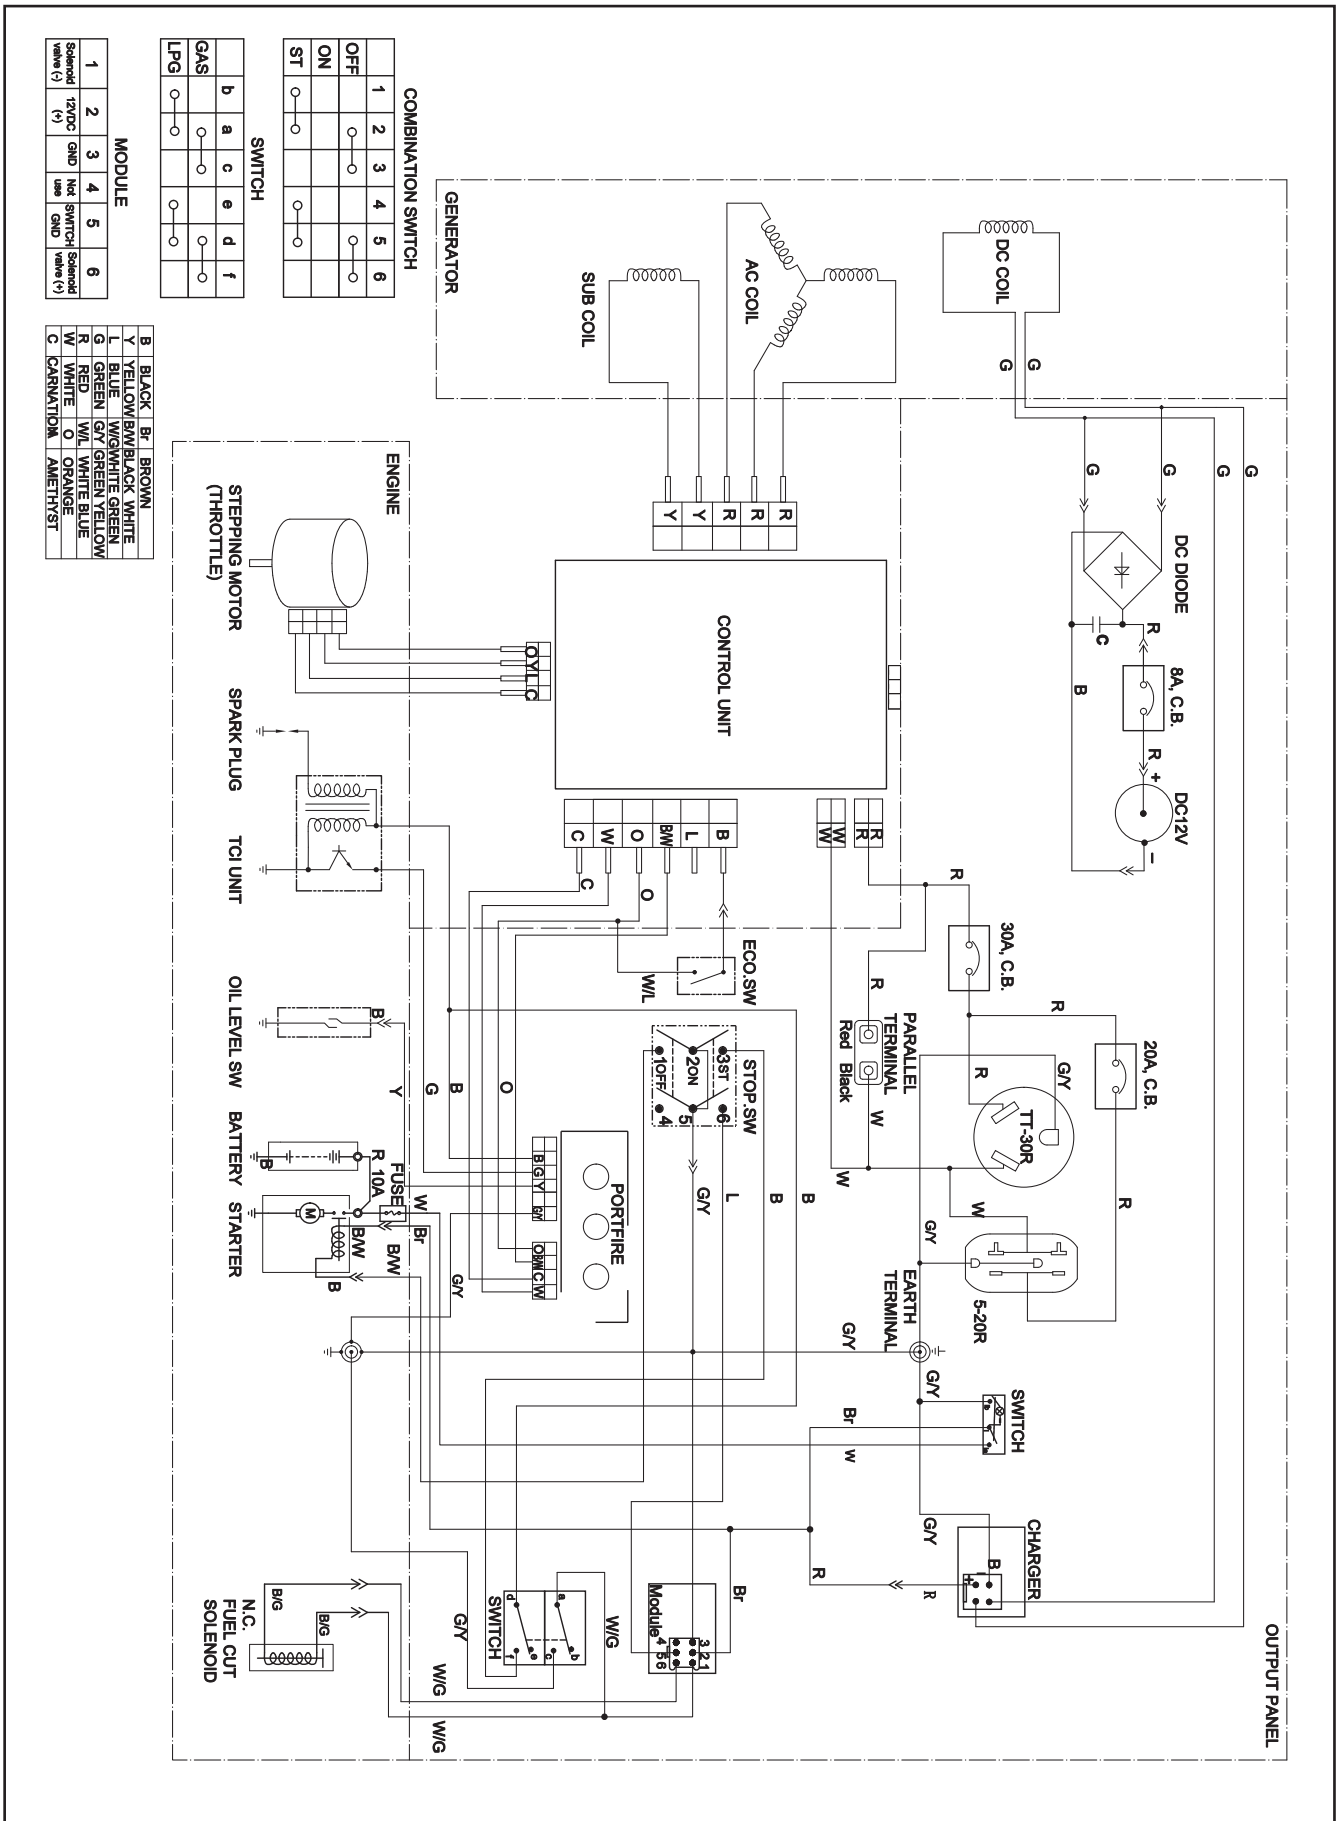 OUTPUT PANEL
GENERATOR
DC COIL
AC COIL
SUB COIL
G
G
G
G
G
G
DC DIODE
C
R
8A, C.B.
R
+
DC12V
–
B
R
R
R
Y
Y
CONTROL UNIT
O
Y
L
C
R
R
W
W
B
L
B/W
O
W
C
C
O
R
30A, C.B.
R
20A, C.B.
R
PARALLEL
TERMINAL
Red Black
R
W
W
G/Y
R
TT-30R
W
G/Y
R
5-20R
EARTH
TERMINAL
G/Y
G/Y
SWITCH
Br
W
G/Y
CHARGER
B
–
+
R
R
ECO.SW
W/L
STOP.SW
3ST
2ON
1OFF
6
5
4
G/Y
L
B
B
PORTFIRE
B
G
Y
G/Y
O
B/W
C
W
O
B
G
Y
G/Y
ENGINE
STEPPING MOTOR
(THROTTLE)
SPARK PLUG
TCI UNIT
OIL LEVEL SW
B
BATTERY
B
R
10A
FUSE
W
Br
STARTER
M
B/W
B/W
B
N.C.
FUEL CUT
SOLENOID
B/G
B/G
W/G
W/G
G/Y
SWITCH
a
b
c
d
e
f
W/G
Module
3 2 1
4 5 6
Br
COMBINATION SWITCH
1 2 3 4 5 6
OFF
ON
ST
SWITCH
b a c e d f
GAS
LPG
MODULE
1 2 3 4 5 6
Solenoid valve (-) 12VDC (+) GND Not use SWITCH GND Solenoid valve (+)
B BLACK Br BROWN
Y YELLOW B/W BLACK WHITE
L BLUE W/G WHITE GREEN
G GREEN G/Y GREEN YELLOW
R RED W/L WHITE BLUE
W WHITE O ORANGE
C CARNATION A AMETHYST